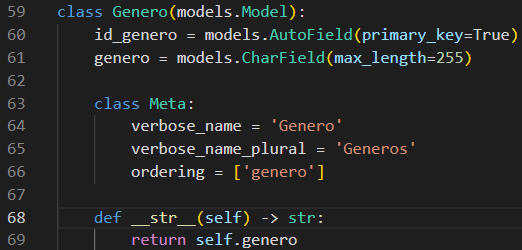 59 class Genero(models.Model):
60     id_genero = models.AutoField(primary_key=True)
61     genero = models.CharField(max_length=255)
62
63     class Meta:
64         verbose_name = 'Genero'
65         verbose_name_plural = 'Generos'
66         ordering = ['genero']
67
68     def __str__(self) -> str:
69         return self.genero